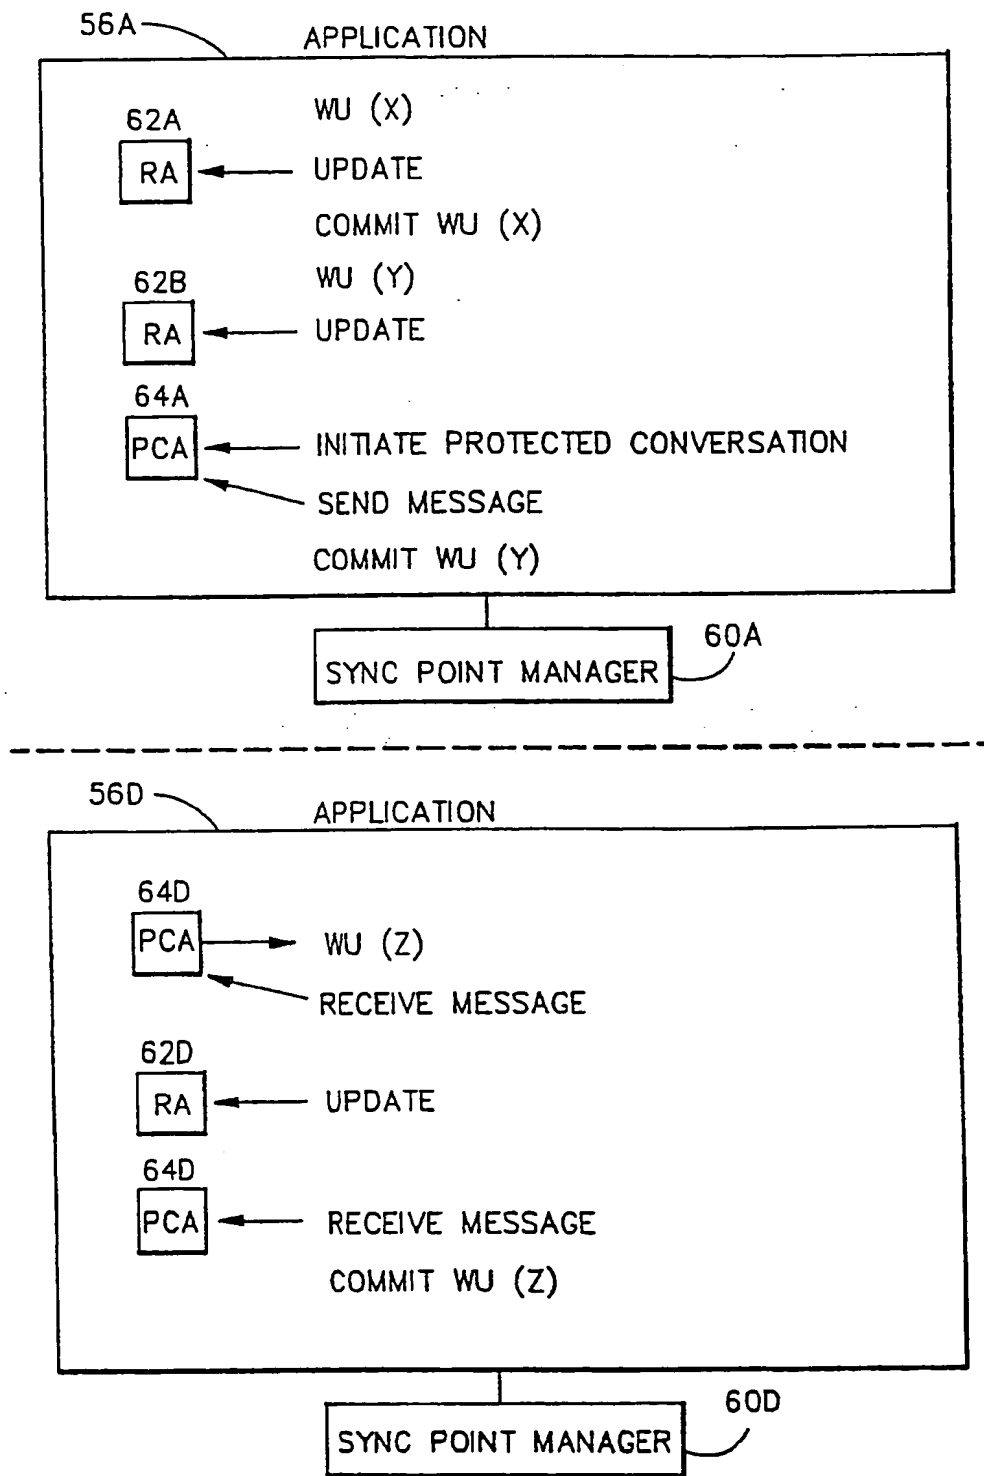 56A
APPLICATION
WU (X)
62A
RA
UPDATE
COMMIT WU (X)
WU (Y)
62B
RA
UPDATE
64A
PCA
INITIATE PROTECTED CONVERSATION
SEND MESSAGE
COMMIT WU (Y)
60A
SYNC POINT MANAGER
56D
APPLICATION
64D
PCA
WU (Z)
RECEIVE MESSAGE
62D
RA
UPDATE
64D
PCA
RECEIVE MESSAGE
COMMIT WU (Z)
60D
SYNC POINT MANAGER